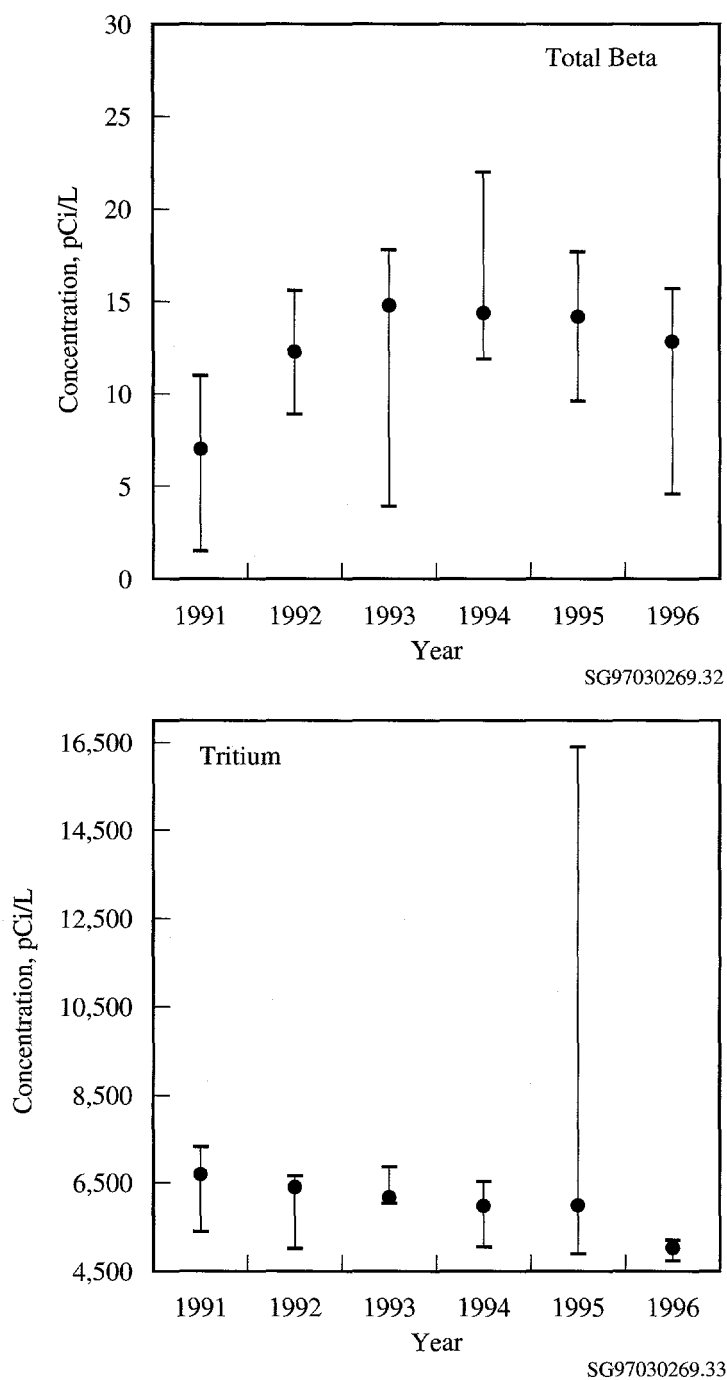 Total Beta
Concentration, pCi/L
30
25
20
15
10
5
0
1991 1992 1993 1994 1995 1996
Year
SG97030269.32
Tritium
Concentration, pCi/L
16,500
14,500
12,500
10,500
8,500
6,500
4,500
1991 1992 1993 1994 1995 1996
Year
SG97030269.33